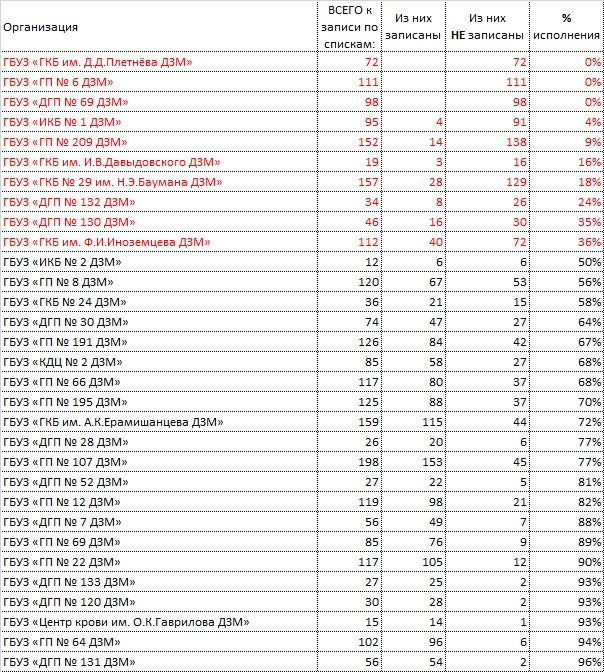 Организация ВСЕГО к записи по спискам: Из них записаны Из них НЕ записаны % исполнения
ГБУЗ «ГКБ им. Д.Д.Плетнёва ДЗМ» 72 72 0%
ГБУЗ «ГП № 6 ДЗМ» 111 111 0%
ГБУЗ «ДГП № 69 ДЗМ» 98 98 0%
ГБУЗ «ИКБ № 1 ДЗМ» 95 4 91 4%
ГБУЗ «ГП № 209 ДЗМ» 152 14 138 9%
ГБУЗ «ГКБ им. И.В.Давыдовского ДЗМ» 19 3 16 16%
ГБУЗ «ГКБ № 29 им. Н.Э.Баумана ДЗМ» 157 28 129 18%
ГБУЗ «ДГП № 132 ДЗМ» 34 8 26 24%
ГБУЗ «ДГП № 130 ДЗМ» 46 16 30 35%
ГБУЗ «ГКБ им. Ф.И.Иноземцева ДЗМ» 112 40 72 36%
ГБУЗ «ИКБ № 2 ДЗМ» 12 6 6 50%
ГБУЗ «ГП № 8 ДЗМ» 120 67 53 56%
ГБУЗ «ГКБ № 24 ДЗМ» 36 21 15 58%
ГБУЗ «ДГП № 30 ДЗМ» 74 47 27 64%
ГБУЗ «ГП № 191 ДЗМ» 126 84 42 67%
ГБУЗ «КДЦ № 2 ДЗМ» 85 58 27 68%
ГБУЗ «ГП № 66 ДЗМ» 117 80 37 68%
ГБУЗ «ГП № 195 ДЗМ» 125 88 37 70%
ГБУЗ «ГКБ им. А.К.Ерамишанцева ДЗМ» 159 115 44 72%
ГБУЗ «ДГП № 28 ДЗМ» 26 20 6 77%
ГБУЗ «ГП № 107 ДЗМ» 198 153 45 77%
ГБУЗ «ДГП № 52 ДЗМ» 27 22 5 81%
ГБУЗ «ГП № 12 ДЗМ» 119 98 21 82%
ГБУЗ «ДГП № 7 ДЗМ» 56 49 7 88%
ГБУЗ «ГП № 69 ДЗМ» 85 76 9 89%
ГБУЗ «ГП № 22 ДЗМ» 117 105 12 90%
ГБУЗ «ДГП № 133 ДЗМ» 27 25 2 93%
ГБУЗ «ДГП № 120 ДЗМ» 30 28 2 93%
ГБУЗ «Центр крови им. О.К.Гаврилова ДЗМ» 15 14 1 93%
ГБУЗ «ГП № 64 ДЗМ» 102 96 6 94%
ГБУЗ «ДГП № 131 ДЗМ» 56 54 2 96%